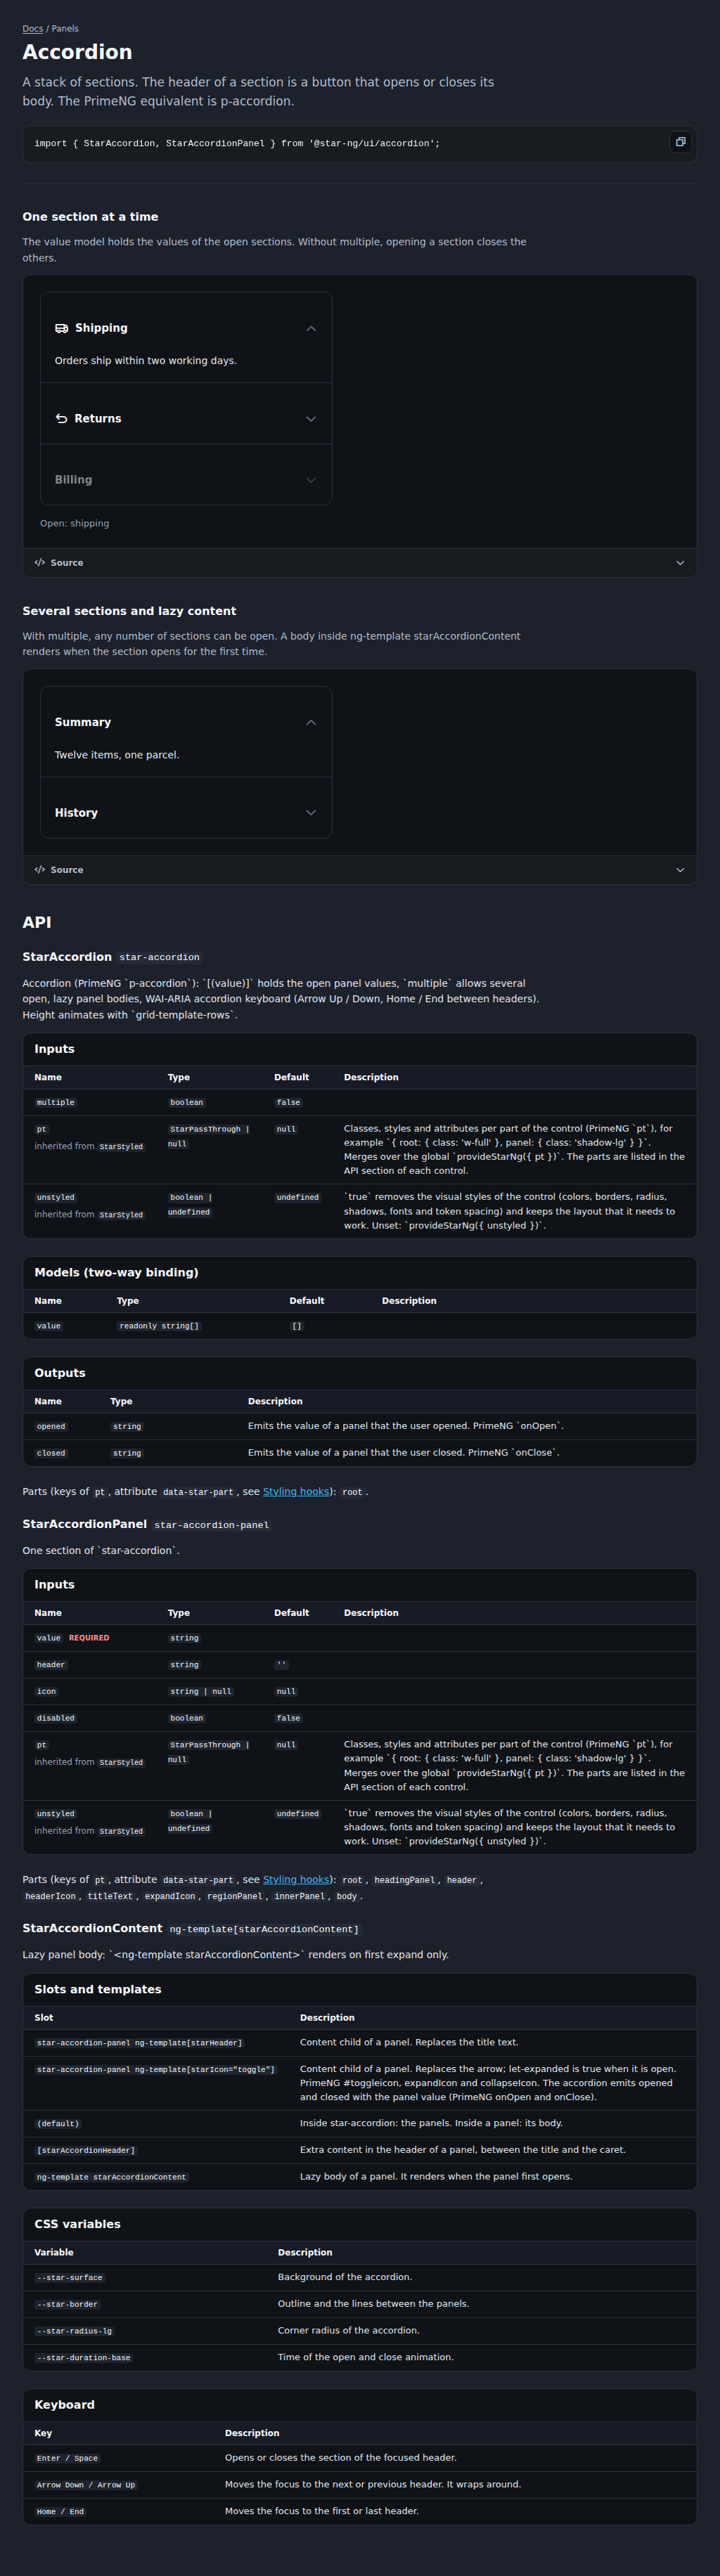 Docs / Panels
Accordion
A stack of sections. The header of a section is a button that opens or closes its
body. The PrimeNG equivalent is p-accordion.
import { StarAccordion, StarAccordionPanel } from '@star-ng/ui/accordion';
One section at a time
The value model holds the values of the open sections. Without multiple, opening a section closes the
others.
Shipping
Orders ship within two working days.
Returns
Billing
Open: shipping
</> Source
Several sections and lazy content
With multiple, any number of sections can be open. A body inside ng-template starAccordionContent
renders when the section opens for the first time.
Summary
Twelve items, one parcel.
History
</> Source
API
StarAccordion star-accordion
Accordion (PrimeNG `p-accordion`): `[(value)]` holds the open panel values, `multiple` allows several
open, lazy panel bodies, WAI-ARIA accordion keyboard (Arrow Up / Down, Home / End between headers).
Height animates with `grid-template-rows`.
Inputs
Name Type Default Description
multiple boolean false
pt StarPassThrough | null Classes, styles and attributes per part of the control (PrimeNG `pt`), for
inherited from StarStyled null example `{ root: { class: 'w-full' }, panel: { class: 'shadow-lg' } }`.
Merges over the global `provideStarNg({ pt })`. The parts are listed in the
API section of each control.
unstyled boolean | undefined `true` removes the visual styles of the control (colors, borders, radius,
inherited from StarStyled undefined shadows, fonts and token spacing) and keeps the layout that it needs to
work. Unset: `provideStarNg({ unstyled })`.
Models (two-way binding)
Name Type Default Description
value readonly string[] []
Outputs
Name Type Description
opened string Emits the value of a panel that the user opened. PrimeNG `onOpen`.
closed string Emits the value of a panel that the user closed. PrimeNG `onClose`.
Parts (keys of pt, attribute data-star-part, see Styling hooks): root.
StarAccordionPanel star-accordion-panel
One section of `star-accordion`.
Inputs
Name Type Default Description
value REQUIRED string
header string ''
icon string | null null
disabled boolean false
pt StarPassThrough | null Classes, styles and attributes per part of the control (PrimeNG `pt`), for
inherited from StarStyled null example `{ root: { class: 'w-full' }, panel: { class: 'shadow-lg' } }`.
Merges over the global `provideStarNg({ pt })`. The parts are listed in the
API section of each control.
unstyled boolean | undefined `true` removes the visual styles of the control (colors, borders, radius,
inherited from StarStyled undefined shadows, fonts and token spacing) and keeps the layout that it needs to
work. Unset: `provideStarNg({ unstyled })`.
Parts (keys of pt, attribute data-star-part, see Styling hooks): root, headingPanel, header,
headerIcon, titleText, expandIcon, regionPanel, innerPanel, body.
StarAccordionContent ng-template[starAccordionContent]
Lazy panel body: `<ng-template starAccordionContent>` renders on first expand only.
Slots and templates
Slot Description
star-accordion-panel ng-template[starHeader] Content child of a panel. Replaces the title text.
star-accordion-panel ng-template[starIcon="toggle"] Content child of a panel. Replaces the arrow; let-expanded is true when it is open.
PrimeNG #toggleicon, expandIcon and collapseIcon. The accordion emits opened
and closed with the panel value (PrimeNG onOpen and onClose).
(default) Inside star-accordion: the panels. Inside a panel: its body.
[starAccordionHeader] Extra content in the header of a panel, between the title and the caret.
ng-template starAccordionContent Lazy body of a panel. It renders when the panel first opens.
CSS variables
Variable Description
--star-surface Background of the accordion.
--star-border Outline and the lines between the panels.
--star-radius-lg Corner radius of the accordion.
--star-duration-base Time of the open and close animation.
Keyboard
Key Description
Enter / Space Opens or closes the section of the focused header.
Arrow Down / Arrow Up Moves the focus to the next or previous header. It wraps around.
Home / End Moves the focus to the first or last header.